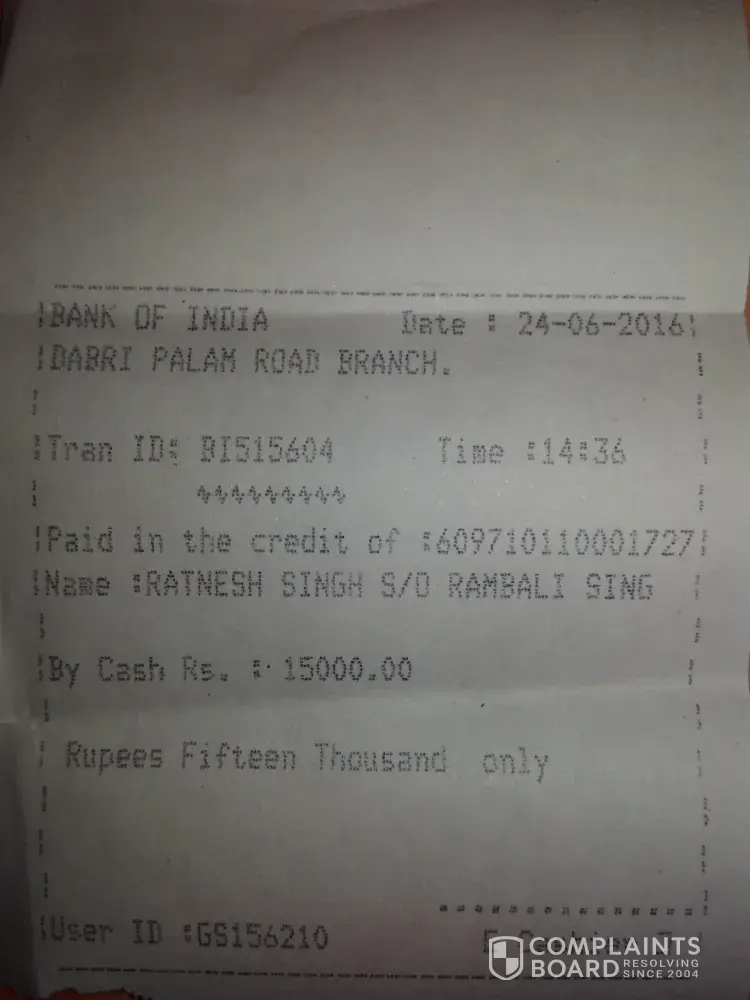 BANK OF INDIA Date : 24-06-2016
DABRI PALAM ROAD BRANCH.
Tran ID: BI515604 Time :14:36
Paid in the credit of :609710110001727
Name :RATNESH SINGH S/O RAMBALI SING
By Cash Rs. : 15000.00
Rupees Fifteen Thousand only
User ID :GS156210
COMPLAINTS
BOARD RESOLVING
SINCE 2004